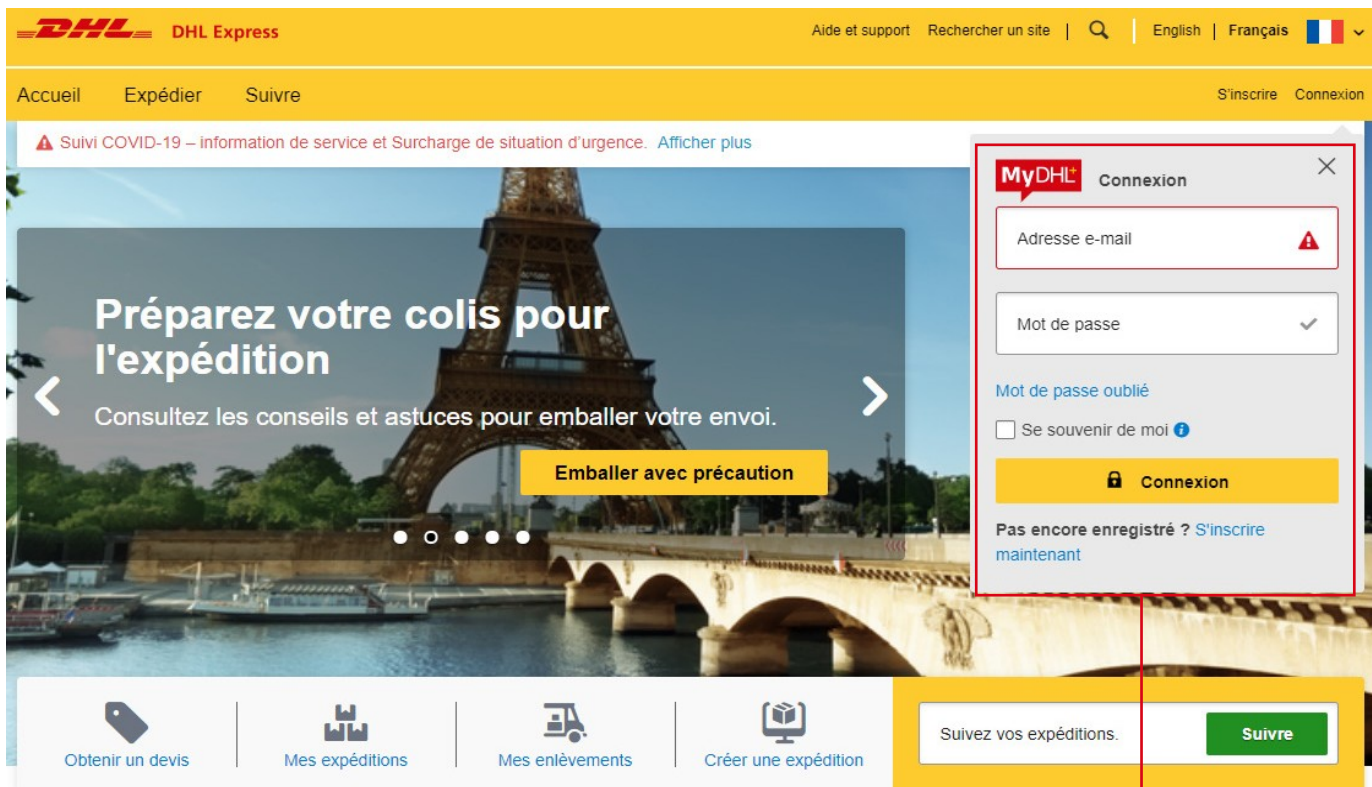 DHL DHL Express
Aide et support Rechercher un site | English | Français
Accueil Expédier Suivre
S'inscrire Connexion
Suivi COVID-19 – information de service et Surcharge de situation d'urgence. Afficher plus
Préparez votre colis pour
l'expédition
Consultez les conseils et astuces pour emballer votre envoi.
Emballer avec précaution
MyDHL+ Connexion
Adresse e-mail
Mot de passe
Mot de passe oublié
Se souvenir de moi
Connexion
Pas encore enregistré ? S'inscrire
maintenant
Obtenir un devis
Mes expéditions
Mes enlèvements
Créer une expédition
Suivez vos expéditions.
Suivre